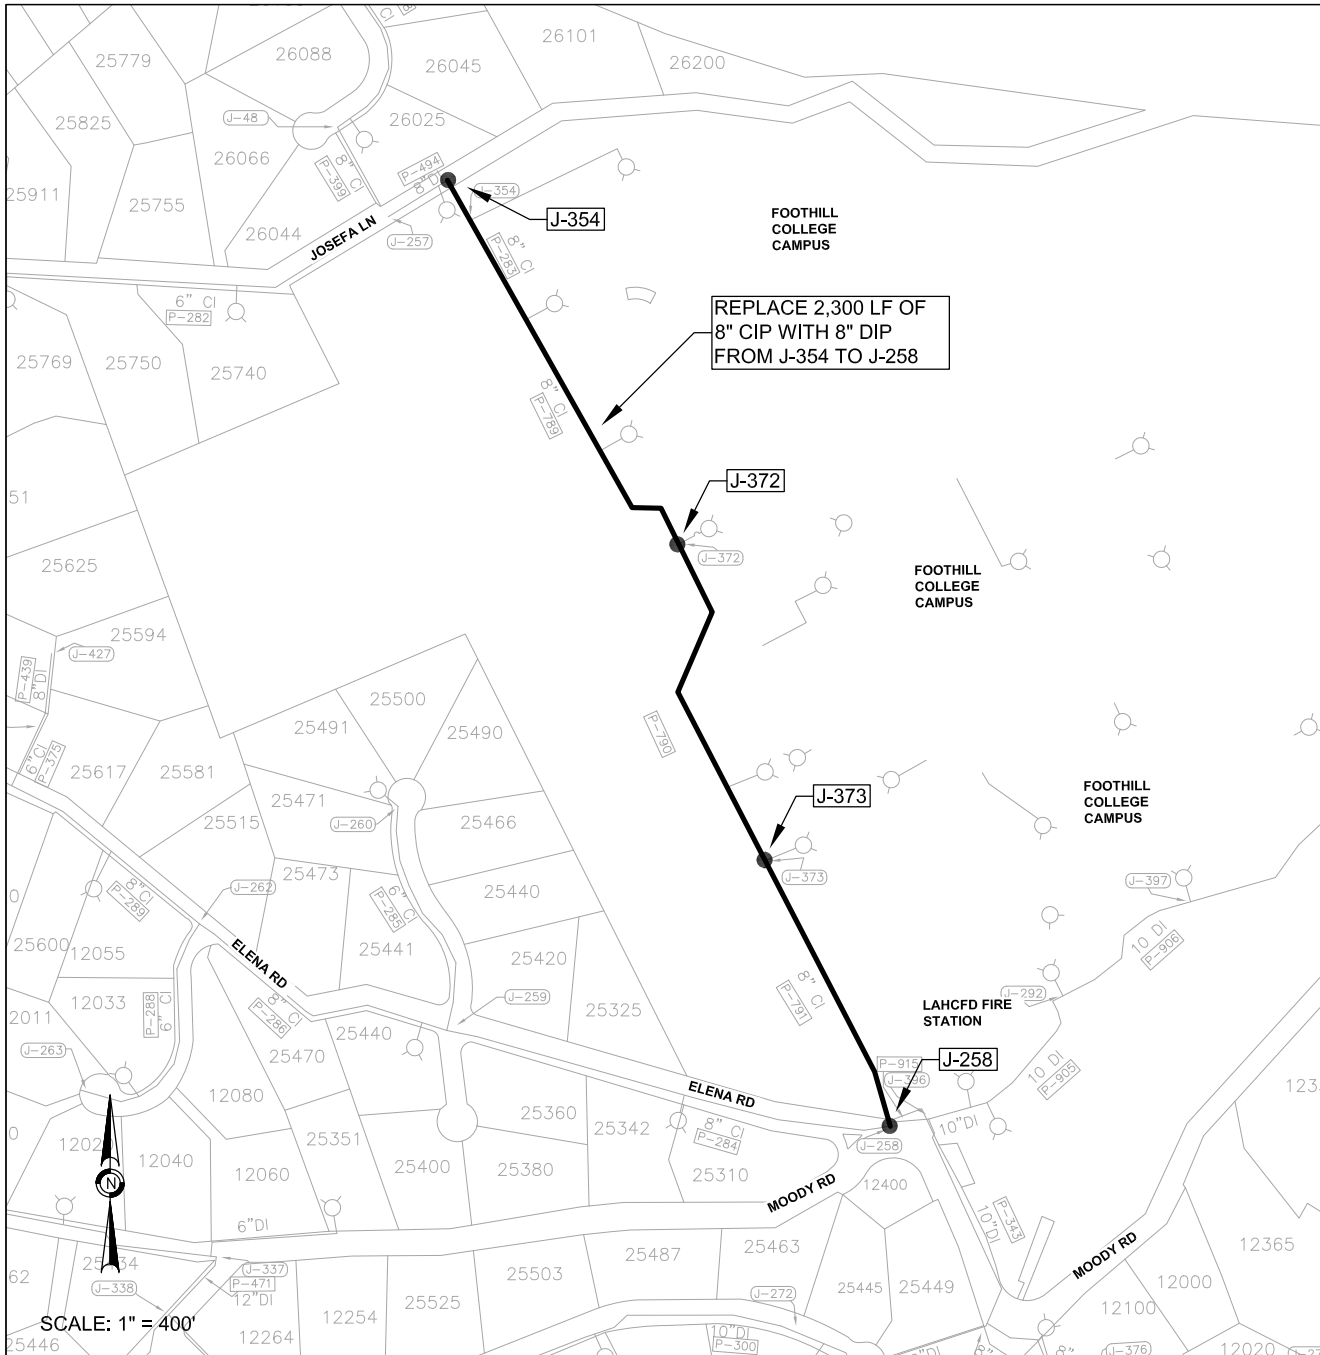 26101
26088
25779
26045
26200
25825
J-48
26025
26066
P-494
8"DI
8" CI
P-399
J-354
25911
25755
J-354
FOOTHILL
COLLEGE
CAMPUS
JOSEFA LN
26044
J-257
8" CI
P-283
6" CI
P-282
REPLACE 2,300 LF OF
8" CIP WITH 8" DIP
FROM J-354 TO J-258
25769
25750
25740
8" CI
P-789
J-372
51
J-372
25625
FOOTHILL
COLLEGE
CAMPUS
25594
J-427
P-439
8"DI
25500
25491
25490
P-790
6"CI
P-375
25617
25581
25471
J-373
FOOTHILL
COLLEGE
CAMPUS
25515
J-260
25466
25473
J-373
J-262
J-397
8" CI
P-289
6" CI
P-285
25440
0
25600
12055
ELENA RD
25441
25420
10 DI
P-906
12033
P-288
6" CI
8" CI
P-286
J-259
25325
8" CI
P-791
J-292
2011
LAHCFD FIRE
STATION
25440
J-263
25470
P-915
J-396
J-258
10 DI
P-905
12080
ELENA RD
25360
25342
8" CI
P-284
10"DI
0
12020
12040
25351
J-258
12060
25400
25380
25310
12400
MOODY RD
6"DI
10"DI
P-343
25487
25463
MOODY RD
12365
62
J-337
P-471
12"DI
J-338
25503
25445
25449
12000
J-272
12254
25525
12100
SCALE: 1" = 400'
25446
12264
10"DI
P-300
J-376
12020
N